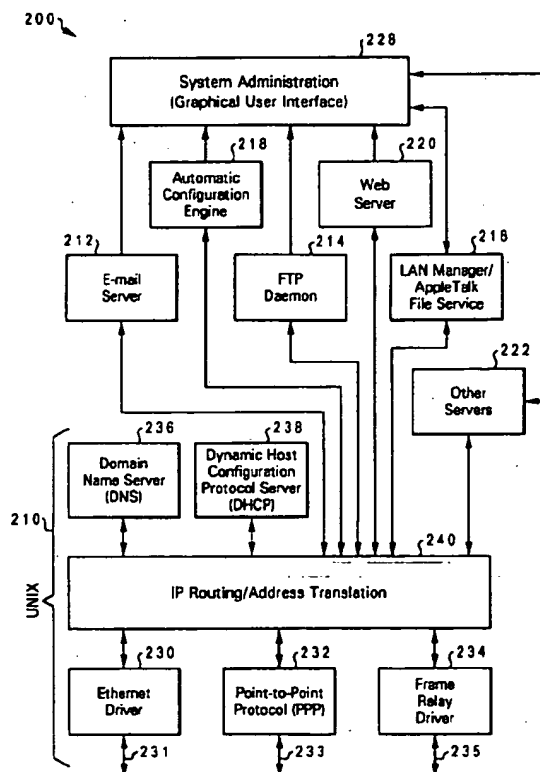 200
228
System Administration
(Graphical User Interface)
218
Automatic
Configuration
Engine
220
Web
Server
212
E-mail
Server
214
FTP
Daemon
218
LAN Manager/
AppleTalk
File Service
222
Other
Servers
236
Domain
Name Server
(DNS)
238
Dynamic Host
Configuration
Protocol Server
(DHCP)
210
UNIX
240
IP Routing/Address Translation
230
Ethernet
Driver
232
Point-to-Point
Protocol (PPP)
234
Frame
Relay
Driver
231
233
235